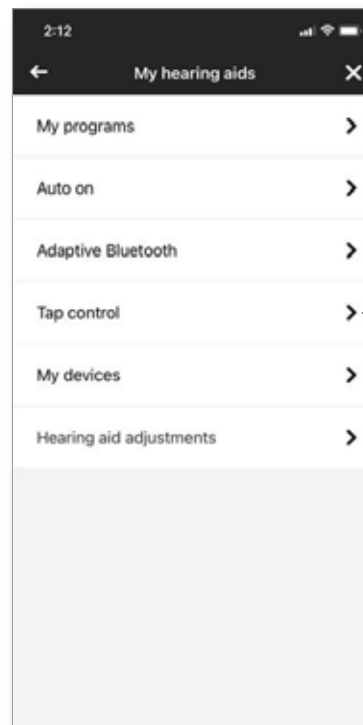 2:12
My hearing aids
My programs
Auto on
Adaptive Bluetooth
Tap control
My devices
Hearing aid adjustments